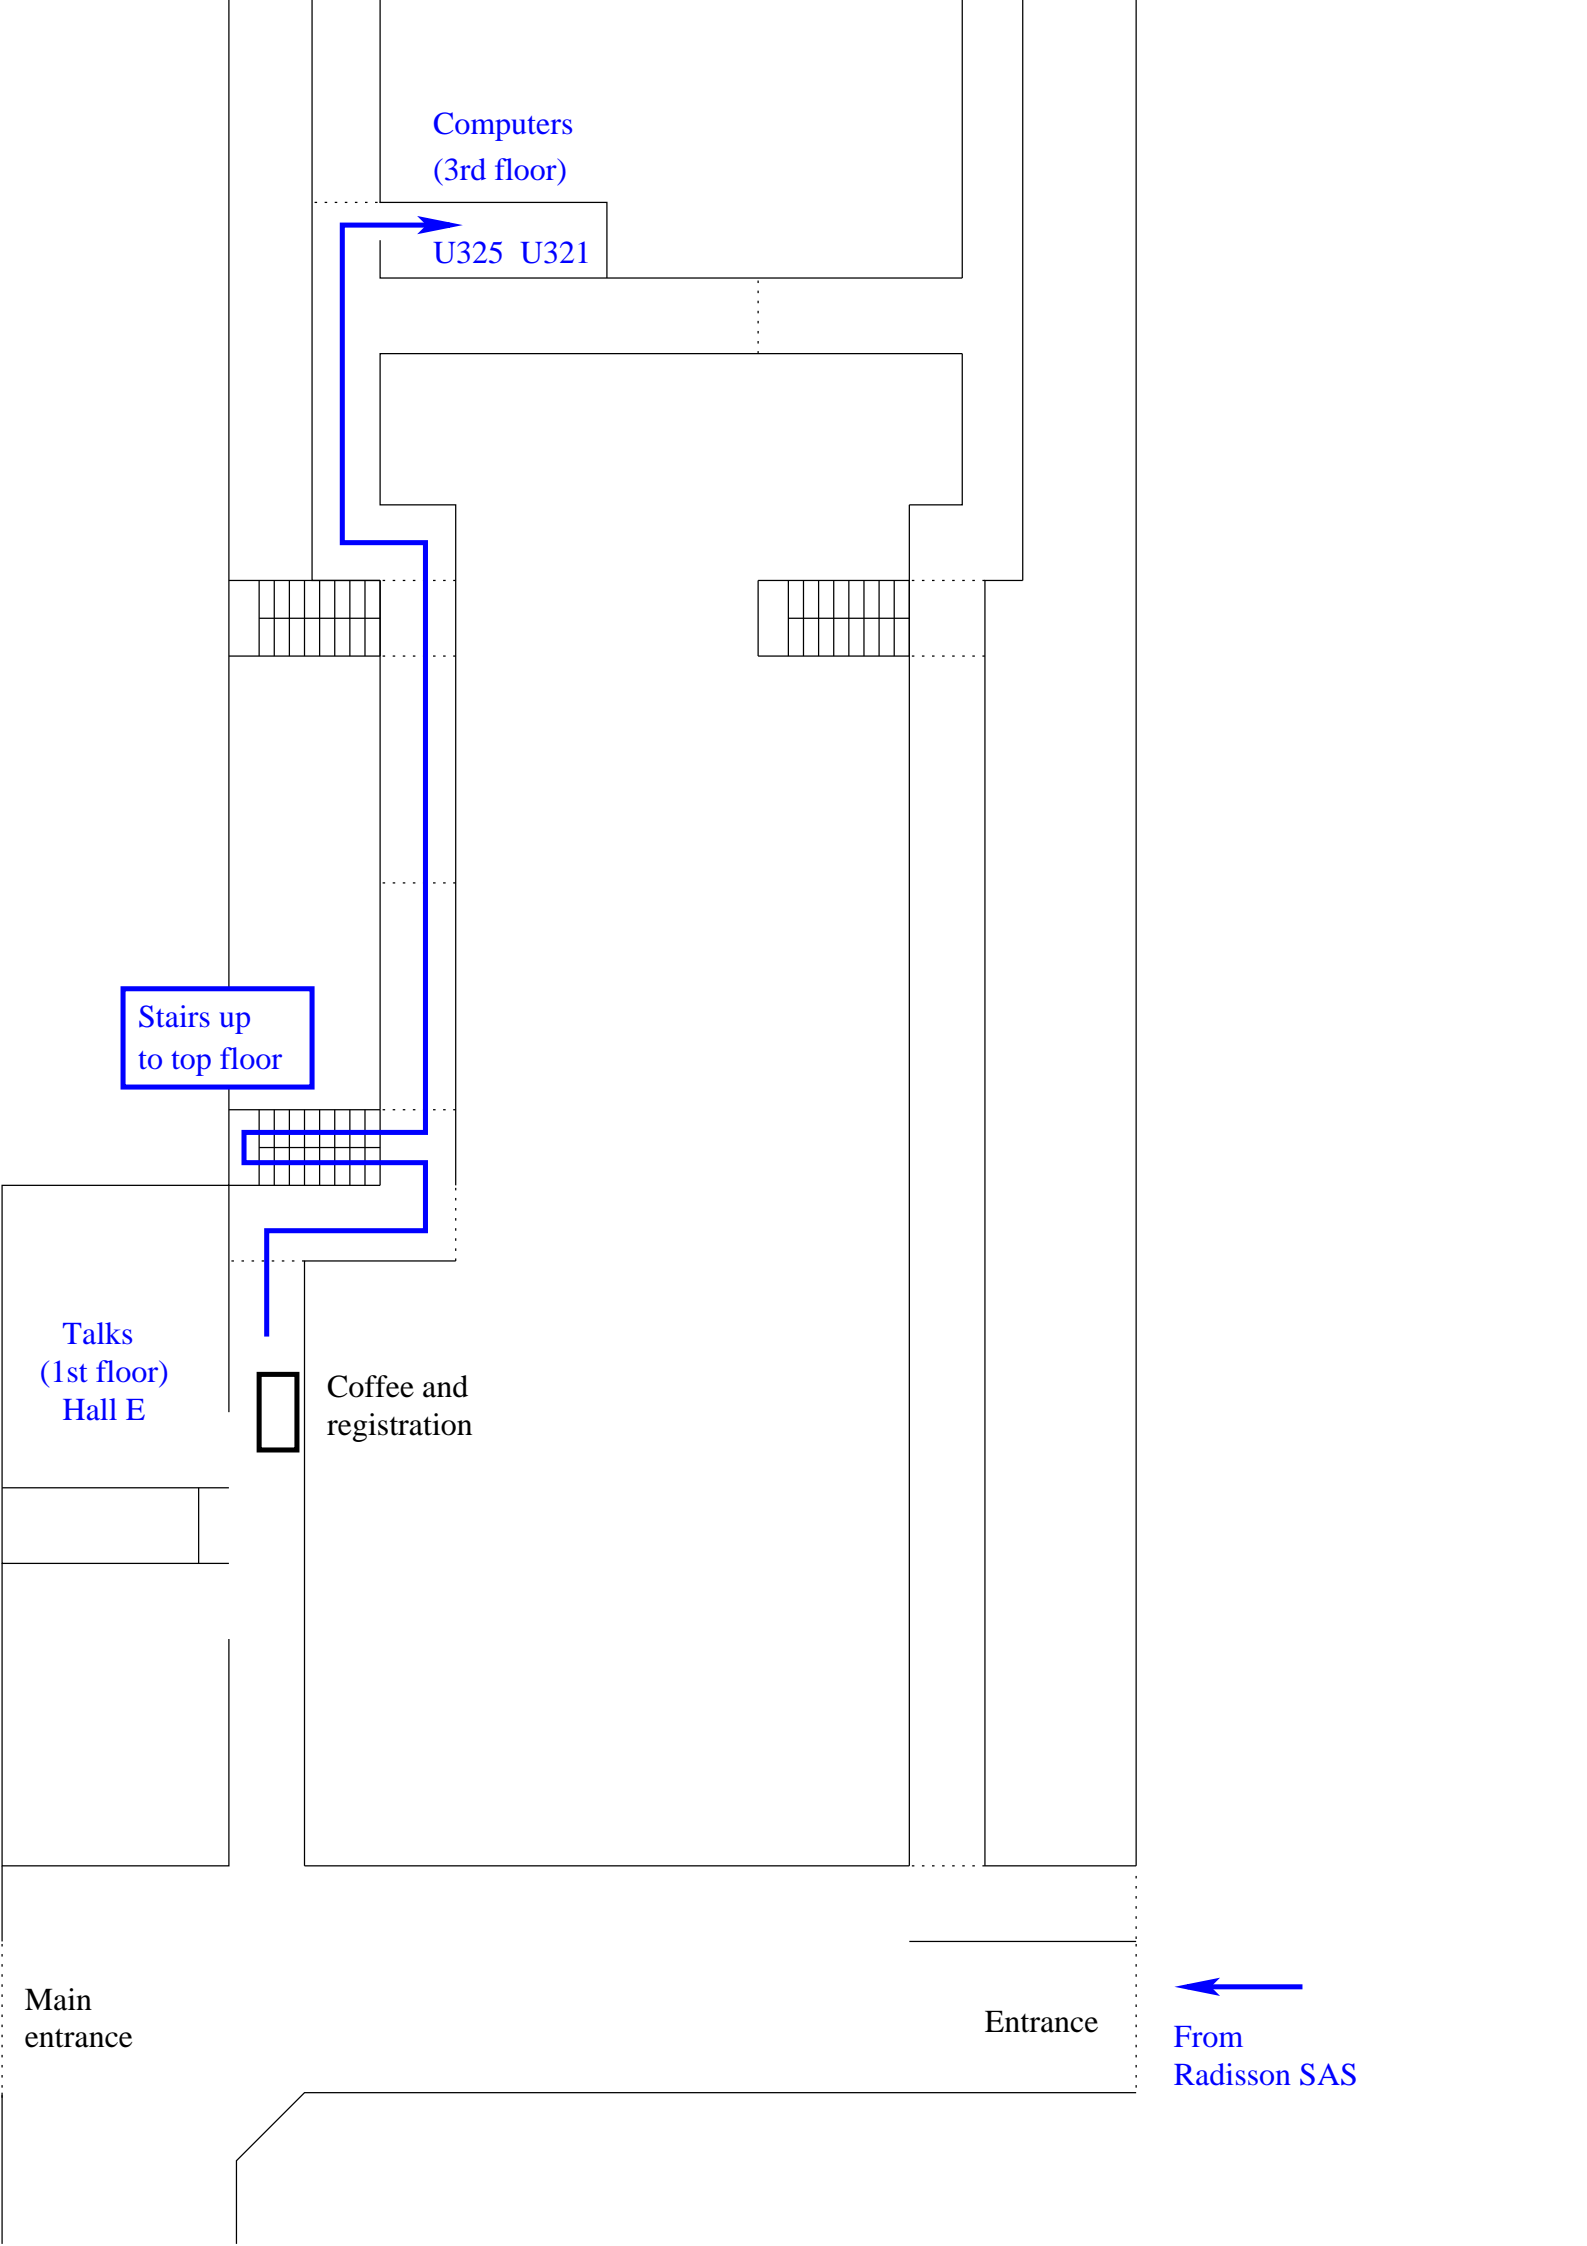 Computers
(3rd floor)
U325 U321
Stairs up
to top floor
Talks
(1st floor)
Hall E
Coffee and
registration
Main
entrance
Entrance
From
Radisson SAS